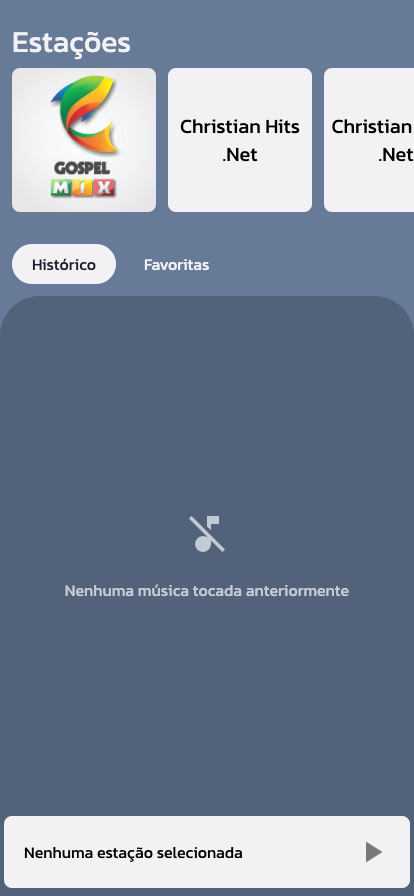 Estações
GOSPEL
MIX
Christian Hits
.Net
Christian
.Net
Histórico
Favoritas
Nenhuma música tocada anteriormente
Nenhuma estação selecionada